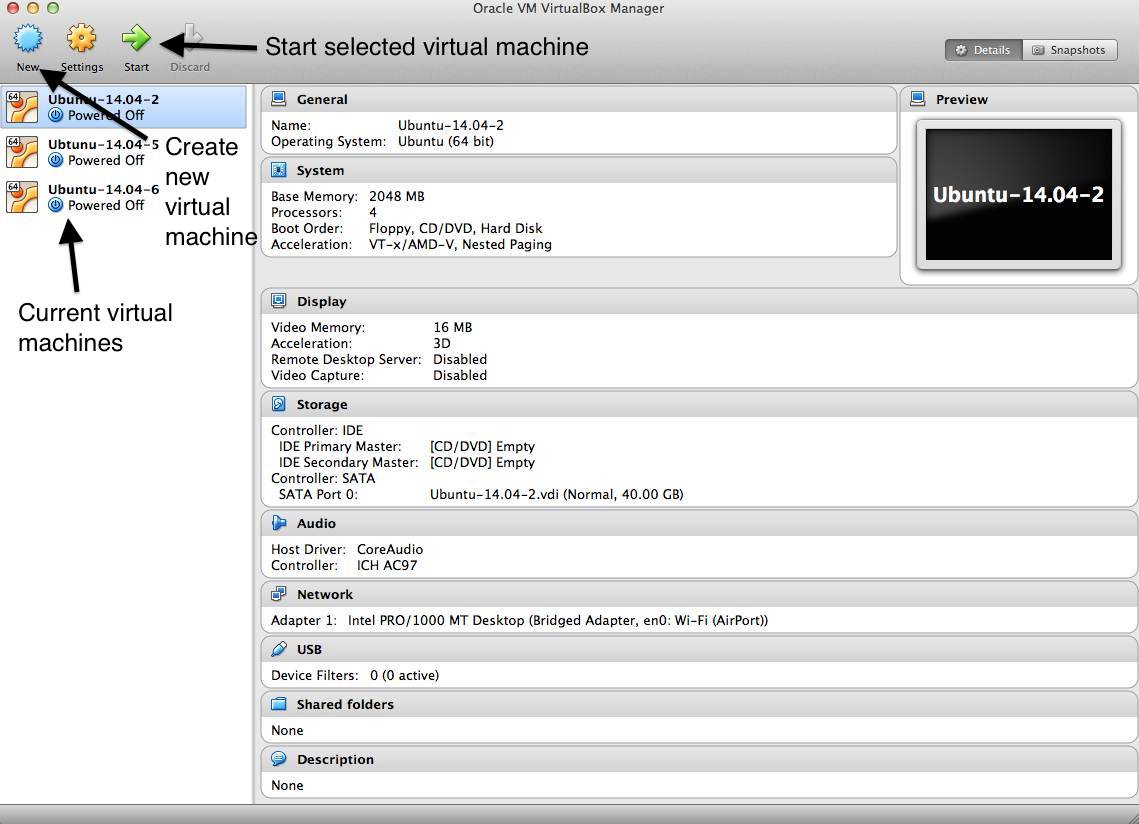 Oracle VM VirtualBox Manager
New
Settings
Start
Discard
Start selected virtual machine
Details
Snapshots
64
Ubuntu-14.04-2
Powered Off
64
Ubtunu-14.04-5
Powered Off
64
Ubuntu-14.04-6
Powered Off
Create
new
virtual
machine
Current virtual
machines
General
Name: Ubuntu-14.04-2
Operating System: Ubuntu (64 bit)
System
Base Memory: 2048 MB
Processors: 4
Boot Order: Floppy, CD/DVD, Hard Disk
Acceleration: VT-x/AMD-V, Nested Paging
Preview
Ubuntu-14.04-2
Display
Video Memory: 16 MB
Acceleration: 3D
Remote Desktop Server: Disabled
Video Capture: Disabled
Storage
Controller: IDE
IDE Primary Master: [CD/DVD] Empty
IDE Secondary Master: [CD/DVD] Empty
Controller: SATA
SATA Port 0: Ubuntu-14.04-2.vdi (Normal, 40.00 GB)
Audio
Host Driver: CoreAudio
Controller: ICH AC97
Network
Adapter 1: Intel PRO/1000 MT Desktop (Bridged Adapter, en0: Wi-Fi (AirPort))
USB
Device Filters: 0 (0 active)
Shared folders
None
Description
None